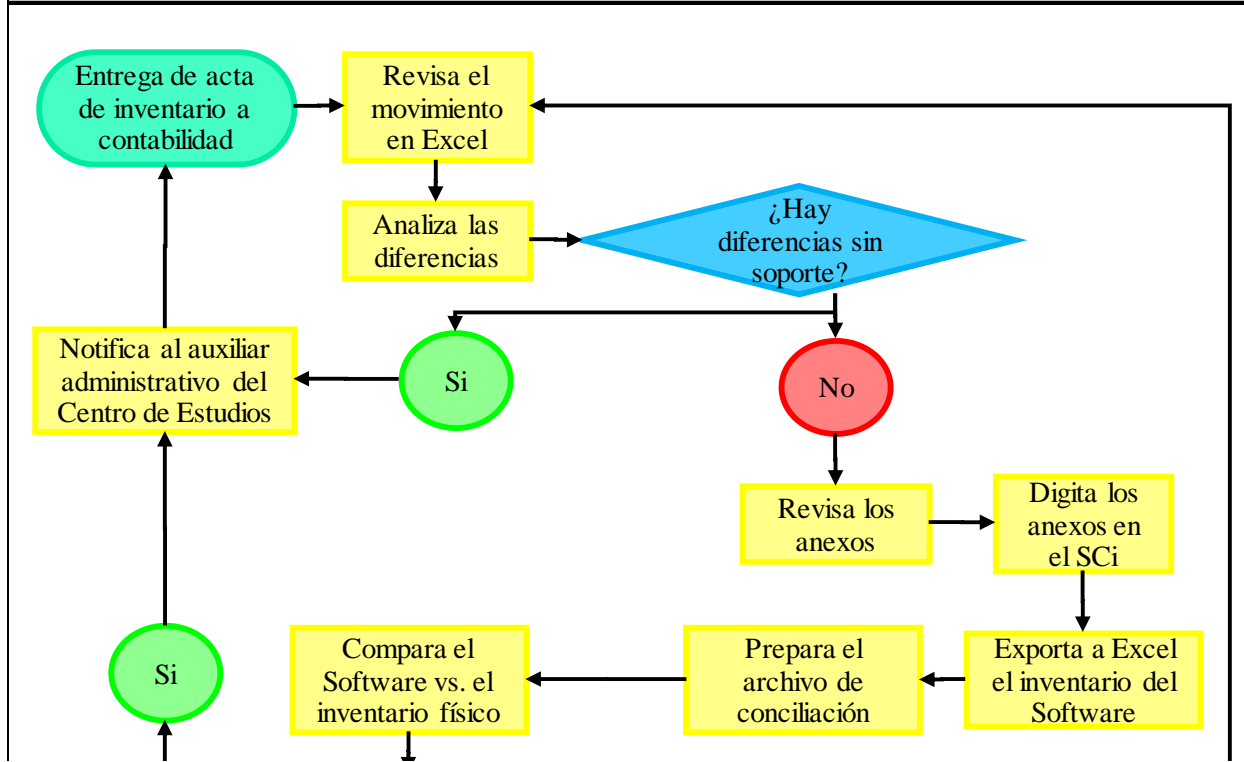 Entrega de acta
de inventario a
contabilidad
Revisa el
movimiento
en Excel
Analiza las
diferencias
¿Hay
diferencias sin
soporte?
Notifica al auxiliar
administrativo del
Centro de Estudios
Si
No
Revisa los
anexos
Digita los
anexos en
el SCi
Si
Compara el
Software vs. el
inventario físico
Prepara el
archivo de
conciliación
Exporta a Excel
el inventario del
Software